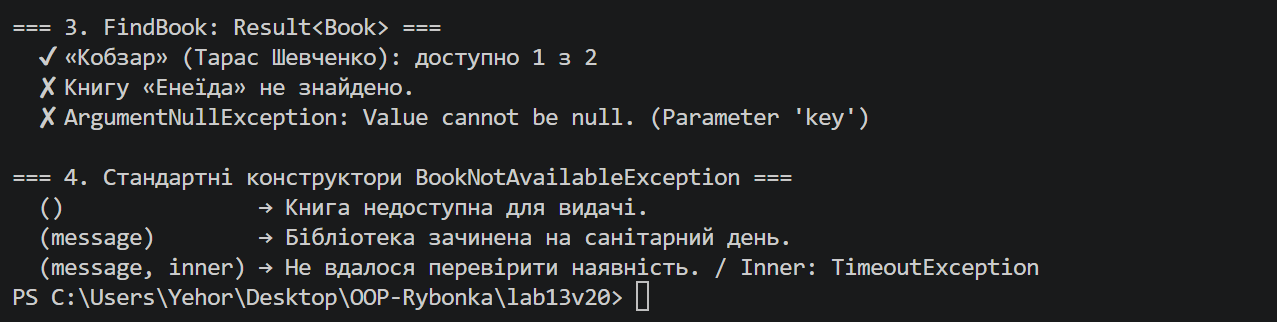 === 3. FindBook: Result<Book> ===
✓ «Кобзар» (Тарас Шевченко): доступно 1 з 2
✗ Книгу «Енеїда» не знайдено.
✗ ArgumentNullException: Value cannot be null. (Parameter 'key')
=== 4. Стандартні конструктори BookNotAvailableException ===
() → Книга недоступна для видачі.
(message) → Бібліотека зачинена на санітарний день.
(message, inner) → Не вдалося перевірити наявність. / Inner: TimeoutException
PS C:\Users\Yehor\Desktop\OOP-Rybonka\lab13v20>